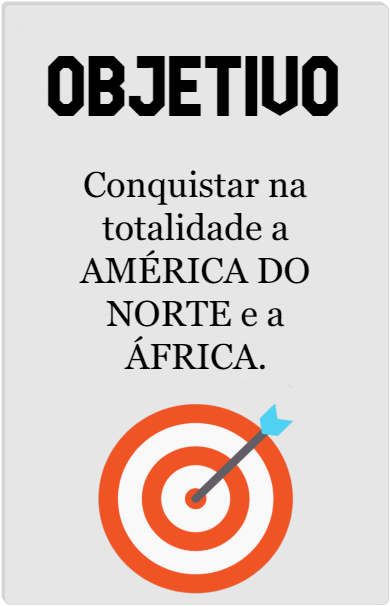 OBJETIVO
Conquistar na
totalidade a
AMÉRICA DO
NORTE e a
ÁFRICA.